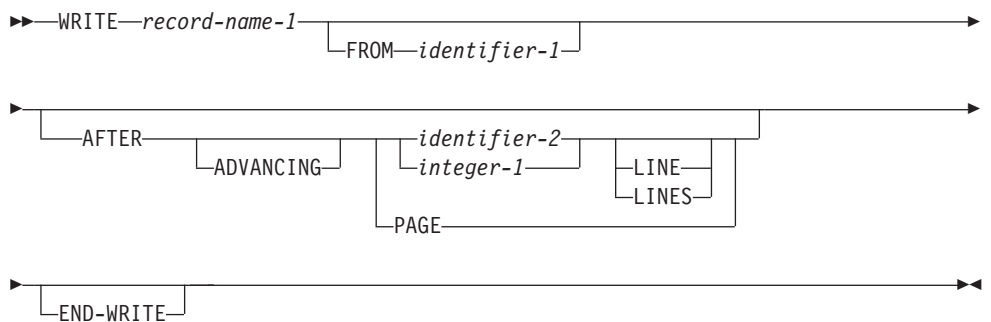 WRITE record-name-1
FROM identifier-1
AFTER identifier-2
ADVANCING integer-1 LINE
LINES
PAGE
END-WRITE